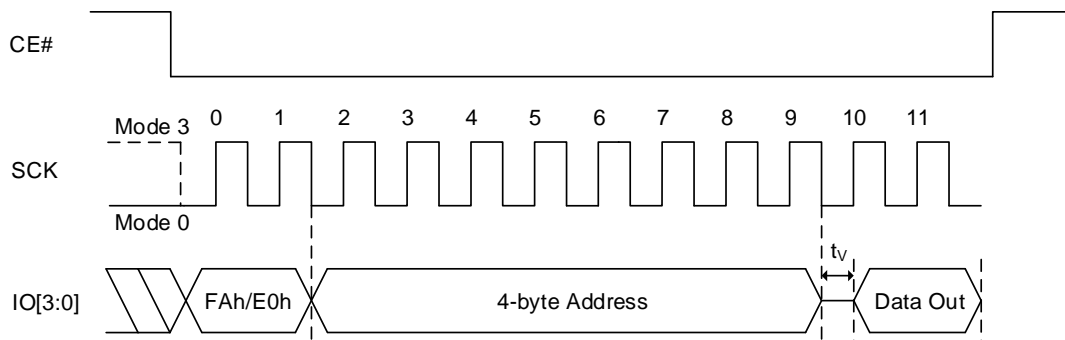 CE#
Mode 3
0 1 2 3 4 5 6 7 8 9 10 11
SCK
Mode 0
tV
IO[3:0]
FAh/E0h
4-byte Address
Data Out